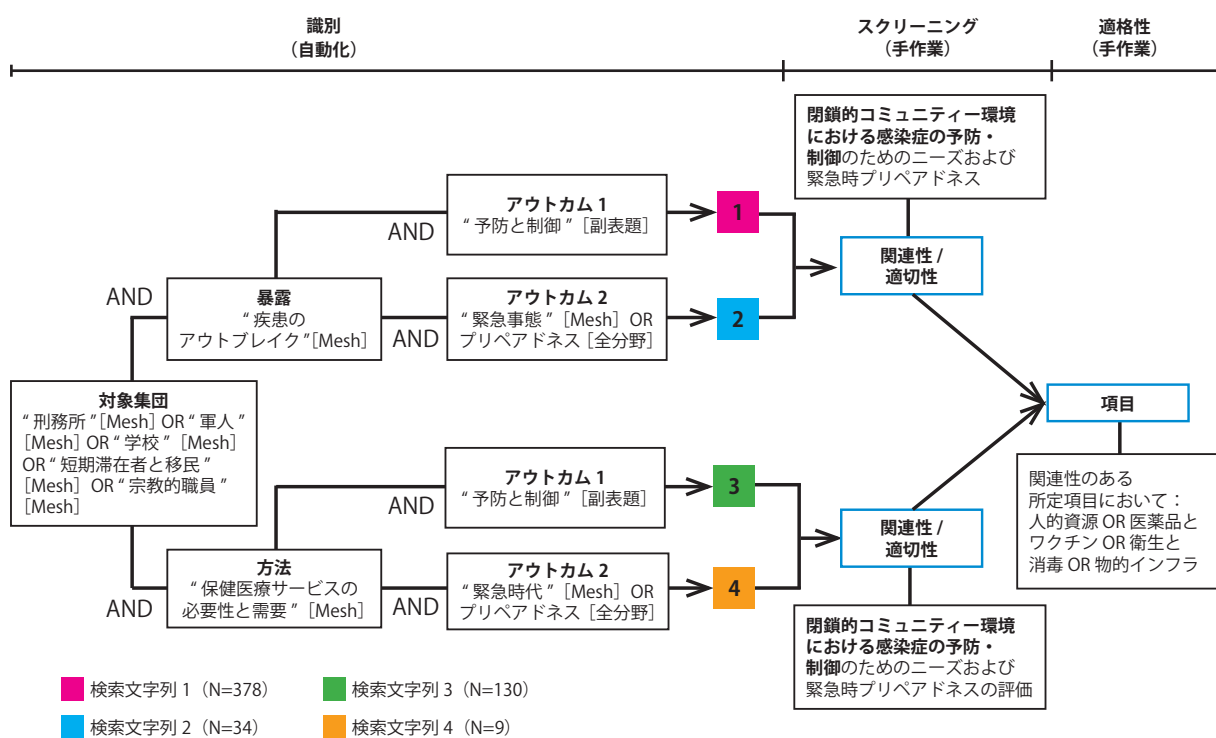 識別
（自動化）
スクリーニング
（手作業）
適格性
（手作業）
閉鎖的コミュニティー環境
における感染症の予防・
制御のためのニーズおよび
緊急時プリペアドネス
アウトカム 1
“ 予防と制御 ”［副表題］
AND
1
関連性 /
適切性
AND
暴露
“ 疾患の
アウトブレイク ”[Mesh]
AND
アウトカム 2
“ 緊急事態 ”［Mesh］OR
プリペアドネス［全分野］
2
対象集団
“ 刑務所 ”［Mesh］OR “ 軍人 ”
［Mesh］OR “ 学校 ”［Mesh］
OR “ 短期滞在者と移民 ”
［Mesh］OR “ 宗教的職員 ”
［Mesh］
項目
関連性のある
所定項目において：
人的資源 OR 医薬品と
ワクチン OR 衛生と
消毒 OR 物的インフラ
アウトカム 1
“ 予防と制御 ”［副表題］
AND
3
関連性 /
適切性
AND
方法
“ 保健医療サービスの
必要性と需要 ”［Mesh］
AND
アウトカム 2
“ 緊急時代 ”［Mesh］OR
プリペアドネス［全分野］
4
閉鎖的コミュニティー環境
における感染症の予防・
制御のためのニーズおよび
緊急時プリペアドネスの評価
検索文字列 1（N=378）
検索文字列 3（N=130）
検索文字列 2（N=34）
検索文字列 4（N=9）